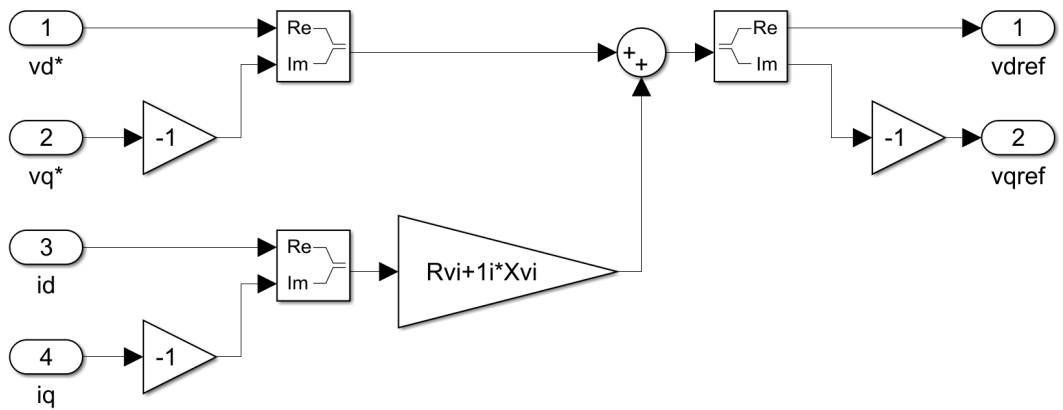 1
vd*
Re
Im
+
+
Re
Im
1
vdref
2
vq*
-1
-1
2
vqref
3
id
Re
Im
Rvi+1i*Xvi
4
iq
-1